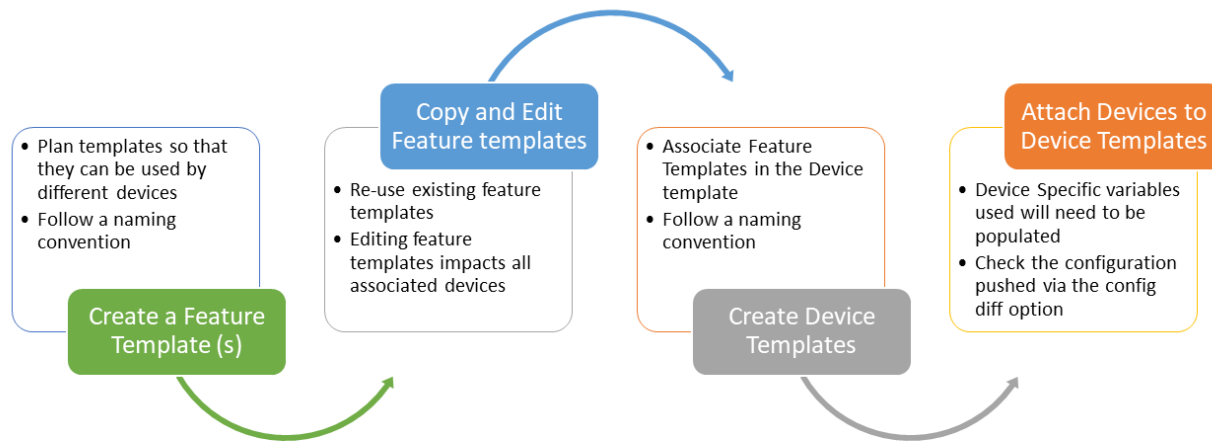 • Plan templates so that
they can be used by
different devices
• Follow a naming
convention
Create a Feature
Template (s)
Copy and Edit
Feature templates
• Re-use existing feature
templates
• Editing feature
templates impacts all
associated devices
• Associate Feature
Templates in the Device
template
• Follow a naming
convention
Create Device
Templates
Attach Devices to
Device Templates
• Device Specific variables
used will need to be
populated
• Check the configuration
pushed via the config
diff option